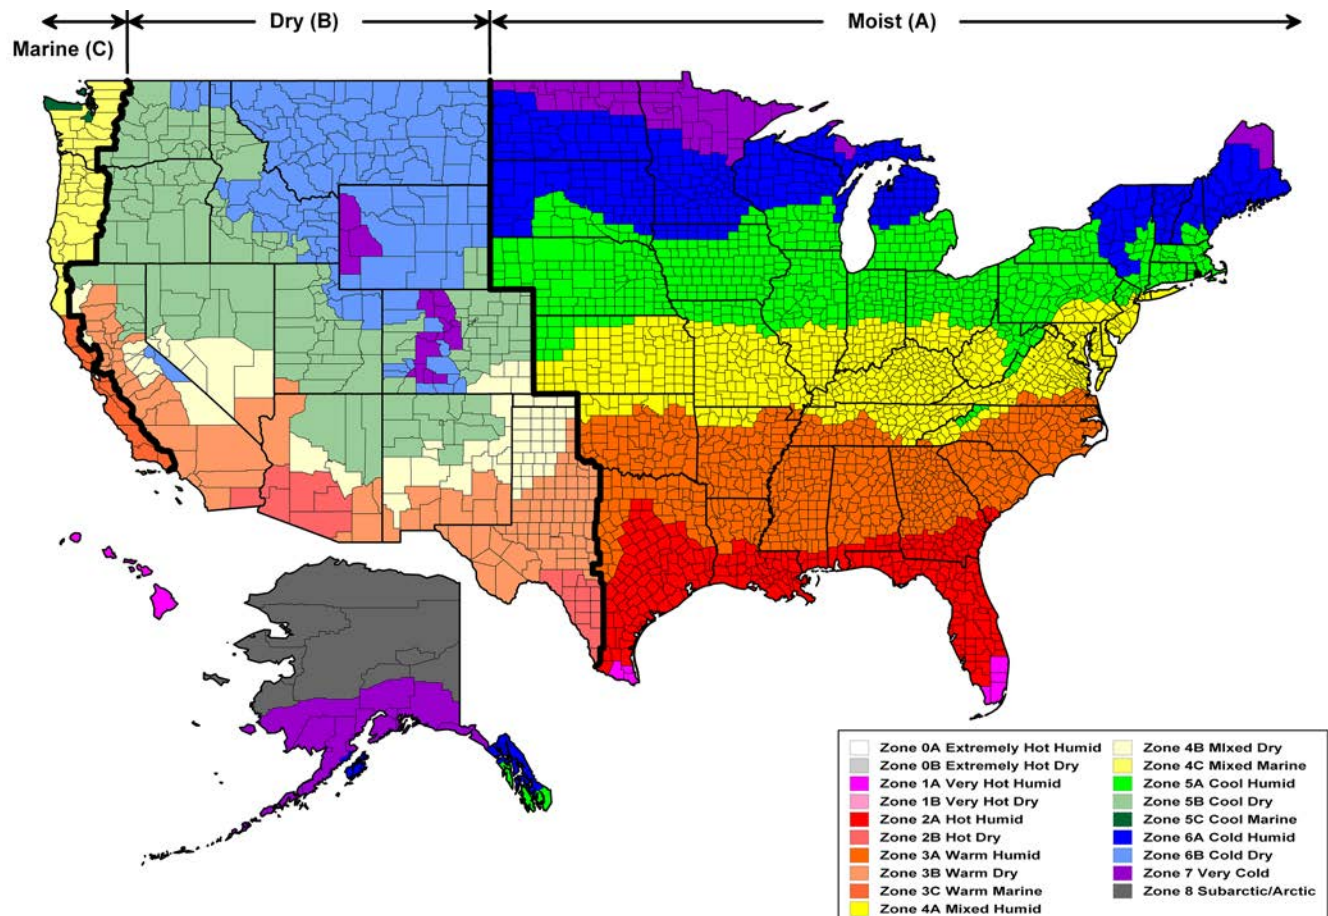 Dry (B)
Moist (A)
Marine (C)
Zone 0A Extremely Hot Humid
Zone 0B Extremely Hot Dry
Zone 1A Very Hot Humid
Zone 1B Very Hot Dry
Zone 2A Hot Humid
Zone 2B Hot Dry
Zone 3A Warm Humid
Zone 3B Warm Dry
Zone 3C Warm Marine
Zone 4A Mixed Humid
Zone 4B MIxed Dry
Zone 4C Mixed Marine
Zone 5A Cool Humid
Zone 5B Cool Dry
Zone 5C Cool Marine
Zone 6A Cold Humid
Zone 6B Cold Dry
Zone 7 Very Cold
Zone 8 Subarctic/Arctic